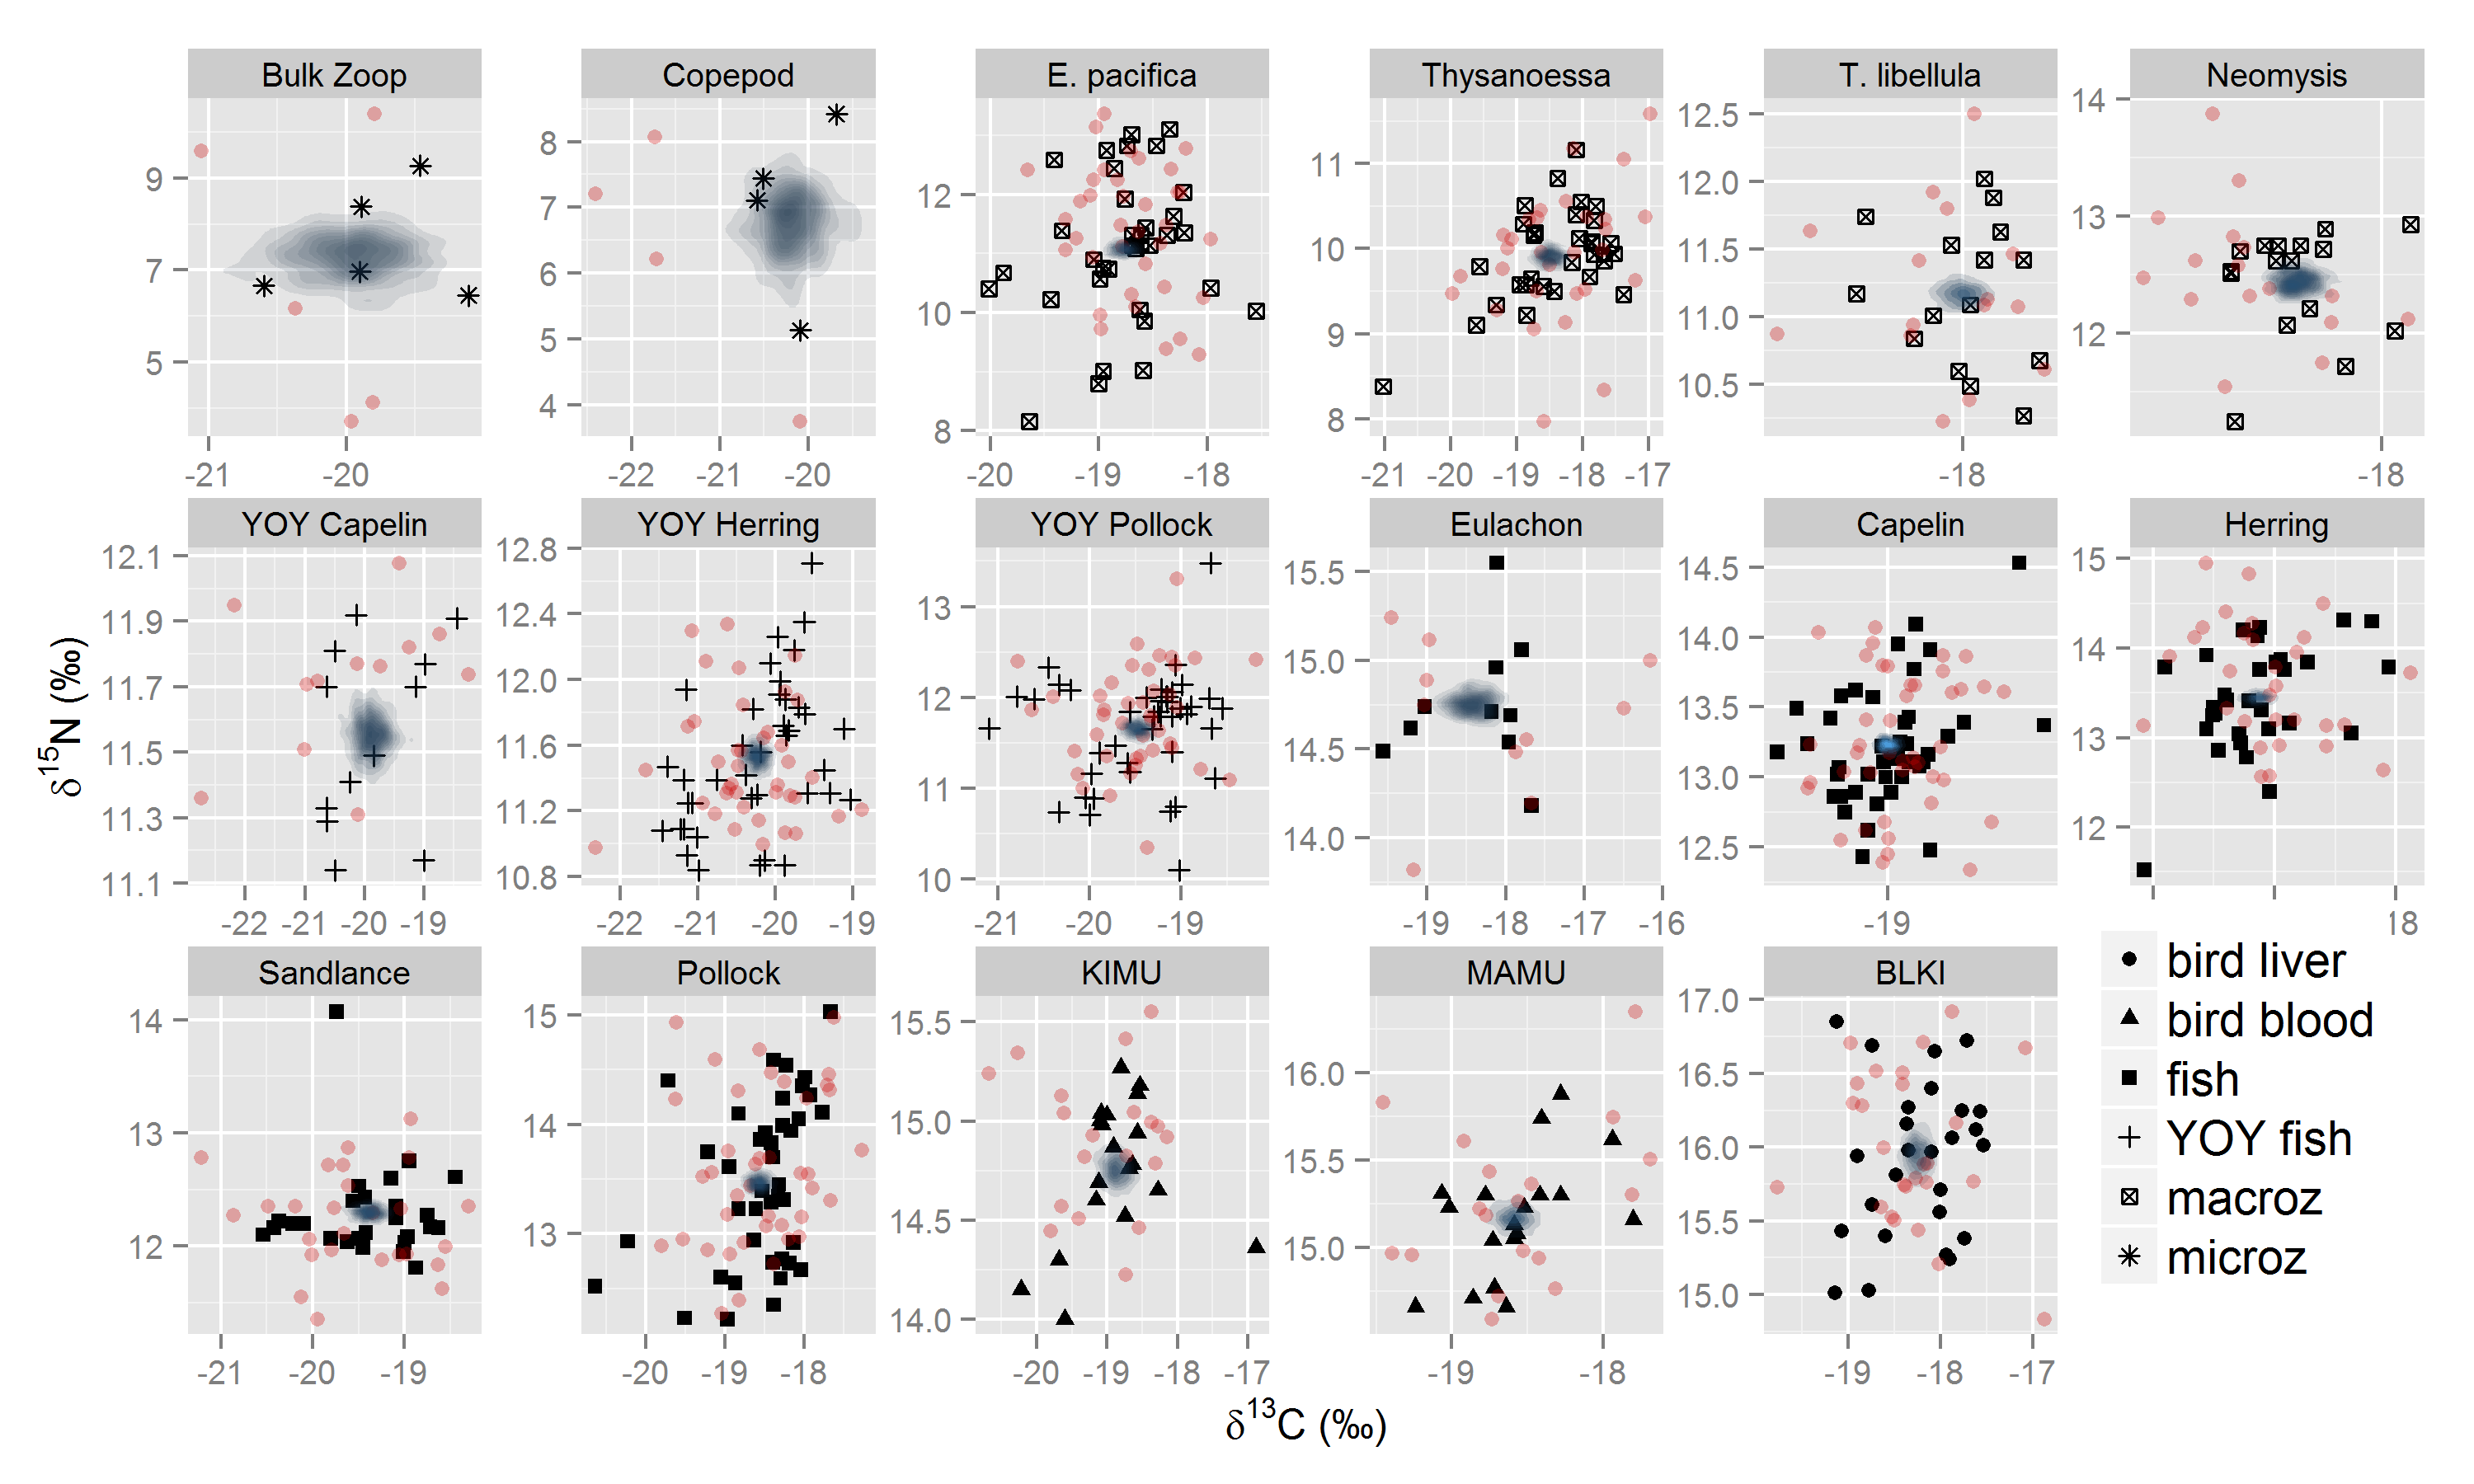 Bulk Zoop Copepod E. pacifica Thysanoessa T. libellula Neomysis
9 7 5
-21 -20
8 7 6 5 4
-22 -21 -20
12 10 8
-20 -19 -18
11 10 9 8
-21 -20 -19 -18 -17
12.5 12.0 11.5 11.0 10.5
-18
14 13 12
-18
YOY Capelin YOY Herring YOY Pollock Eulachon Capelin Herring
12.1 11.9 11.7 11.5 11.3 11.1
-22 -21 -20 -19
12.8 12.4 12.0 11.6 11.2 10.8
-22 -21 -20 -19
13 12 11 10
-21 -20 -19
15.5 15.0 14.5 14.0
-19 -18 -17 -16
14.5 14.0 13.5 13.0 12.5
-19
15 14 13 12
18
Sandlance Pollock KIMU MAMU BLKI
14 13 12
-21 -20 -19
15 14 13
-20 -19 -18
15.5 15.0 14.5 14.0
-20 -19 -18 -17
16.0 15.5 15.0
-19 -18
17.0 16.5 16.0 15.5 15.0
-19 -18 -17
δ15N (‰)
δ13C (‰)
bird liver
bird blood
fish
YOY fish
macroz
microz